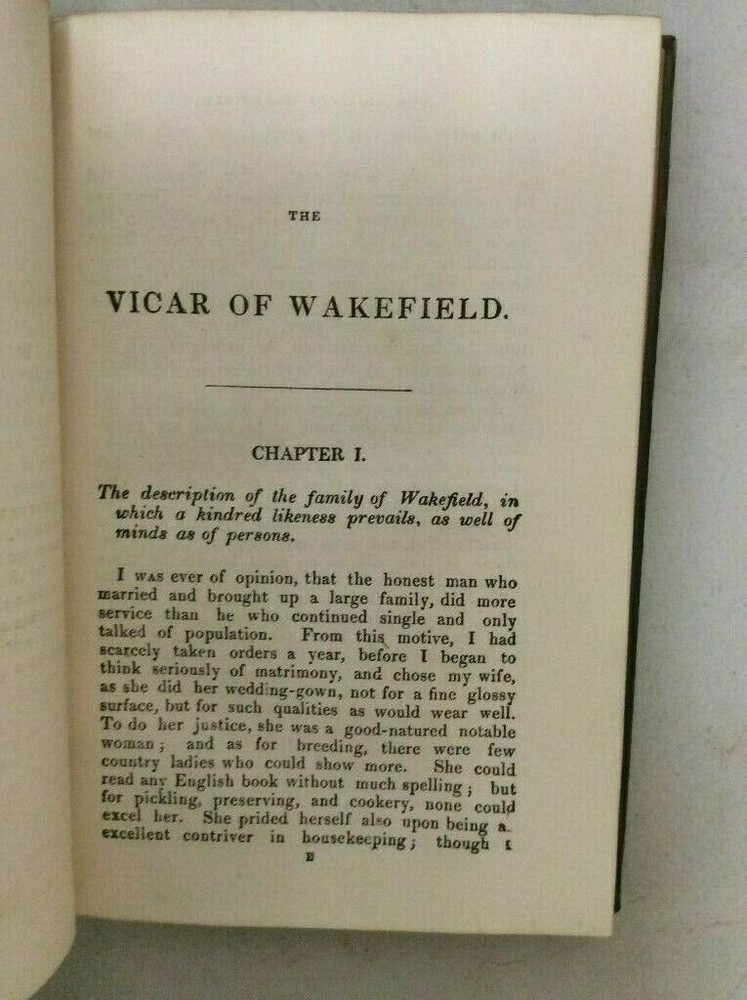 THE
VICAR OF WAKEFIELD.
CHAPTER I.
The description of the family of Wakefield, in
which a kindred likeness prevails, as well of
minds as of persons.
I WAS ever of opinion, that the honest man who
married and brought up a large family, did more
service than he who continued single and only
talked of population. From this motive, I had
scarcely taken orders a year, before I began to
think seriously of matrimony, and chose my wife,
as she did her wedding-gown, not for a fine glossy
surface, but for such qualities as would wear well.
To do her justice, she was a good-natured notable
woman; and as for breeding, there were few
country ladies who could show more. She could
read any English book without much spelling; but
for pickling, preserving, and cookery, none could
excel her. She prided herself also upon being a
excellent contriver in housekeeping; though
B